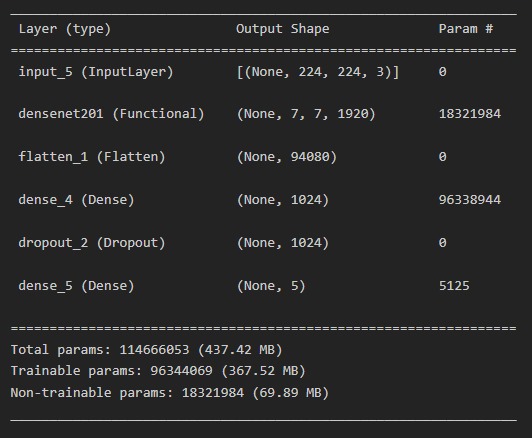 Layer (type) Output Shape Param #
input_5 (InputLayer) [(None, 224, 224, 3)] 0
densenet201 (Functional) (None, 7, 7, 1920) 18321984
flatten_1 (Flatten) (None, 94080) 0
dense_4 (Dense) (None, 1024) 96338944
dropout_2 (Dropout) (None, 1024) 0
dense_5 (Dense) (None, 5) 5125
Total params: 114666053 (437.42 MB)
Trainable params: 96344069 (367.52 MB)
Non-trainable params: 18321984 (69.89 MB)